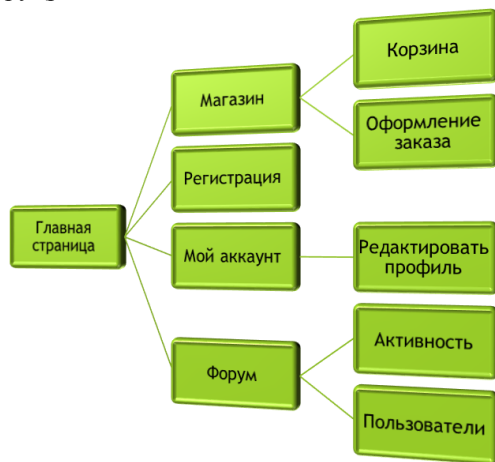 Главная
страница
Магазин
Регистрация
Мой аккаунт
Форум
Корзина
Оформление
заказа
Редактировать
профиль
Активность
Пользователи